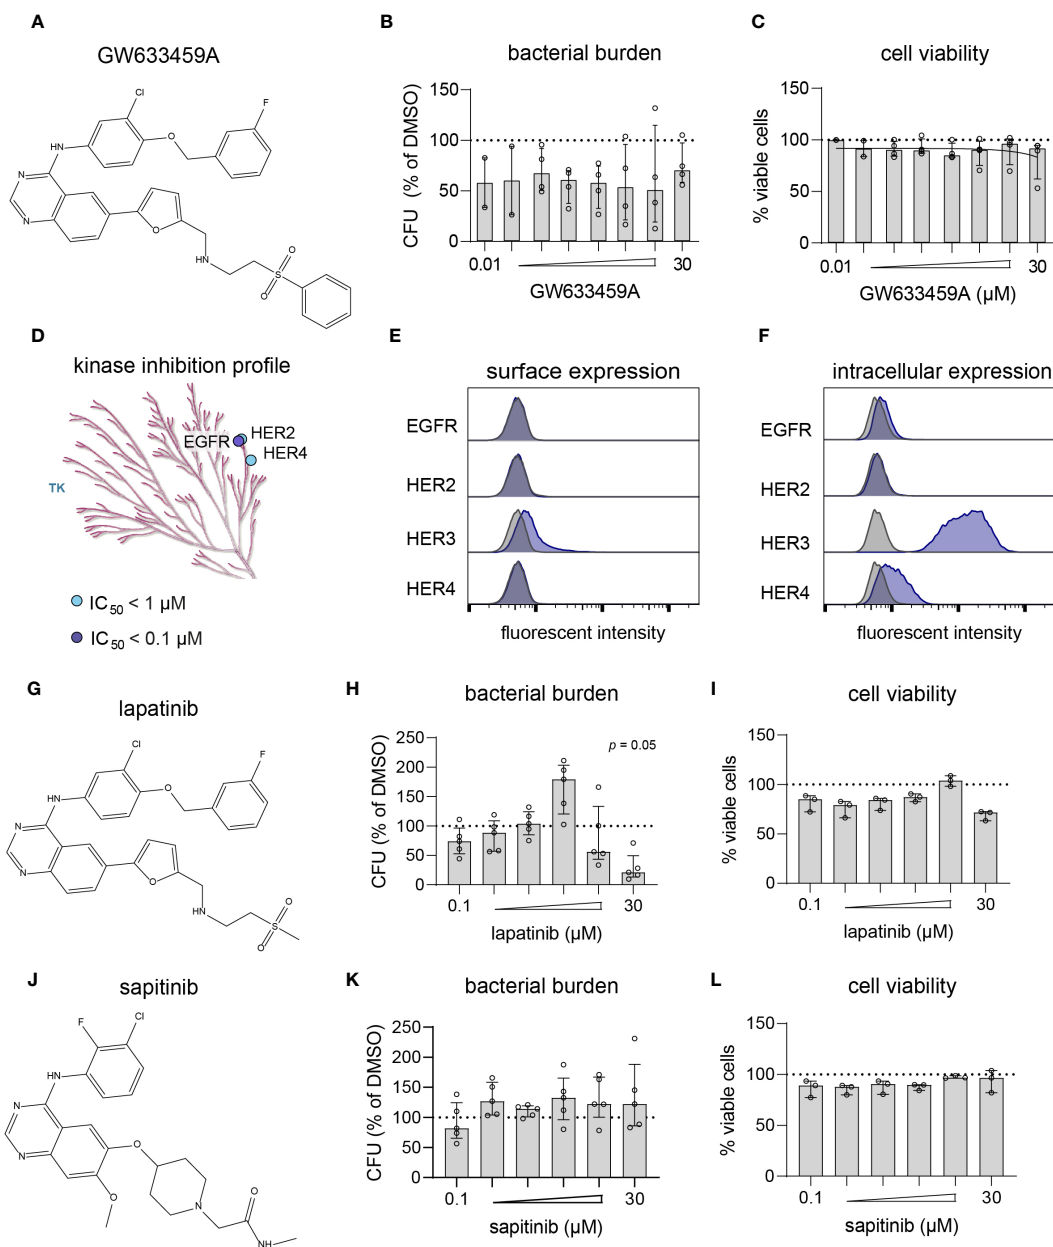 A
GW633459A
Cl
F
O
HN
N
N
O
HN
O
S
O
B
bacterial burden
CFU (% of DMSO)
150
100
50
0
0.01
30
GW633459A
C
cell viability
% viable cells
150
100
50
0
0.01
30
GW633459A (µM)
D
kinase inhibition profile
EGFR
HER2
HER4
TK
IC50 < 1 µM
IC50 < 0.1 µM
E
surface expression
EGFR
HER2
HER3
HER4
fluorescent intensity
F
intracellular expression
EGFR
HER2
HER3
HER4
fluorescent intensity
G
lapatinib
Cl
F
O
HN
N
N
O
HN
O
S
O
H
bacterial burden
p = 0.05
CFU (% of DMSO)
250
200
150
100
50
0
0.1
30
lapatinib (µM)
I
cell viability
% viable cells
150
100
50
0
0.1
30
lapatinib (µM)
J
sapitinib
F
Cl
HN
N
N
O
O
N
O
NH
K
bacterial burden
CFU (% of DMSO)
250
200
150
100
50
0
0.1
30
sapitinib (µM)
L
cell viability
% viable cells
150
100
50
0
0.1
30
sapitinib (µM)